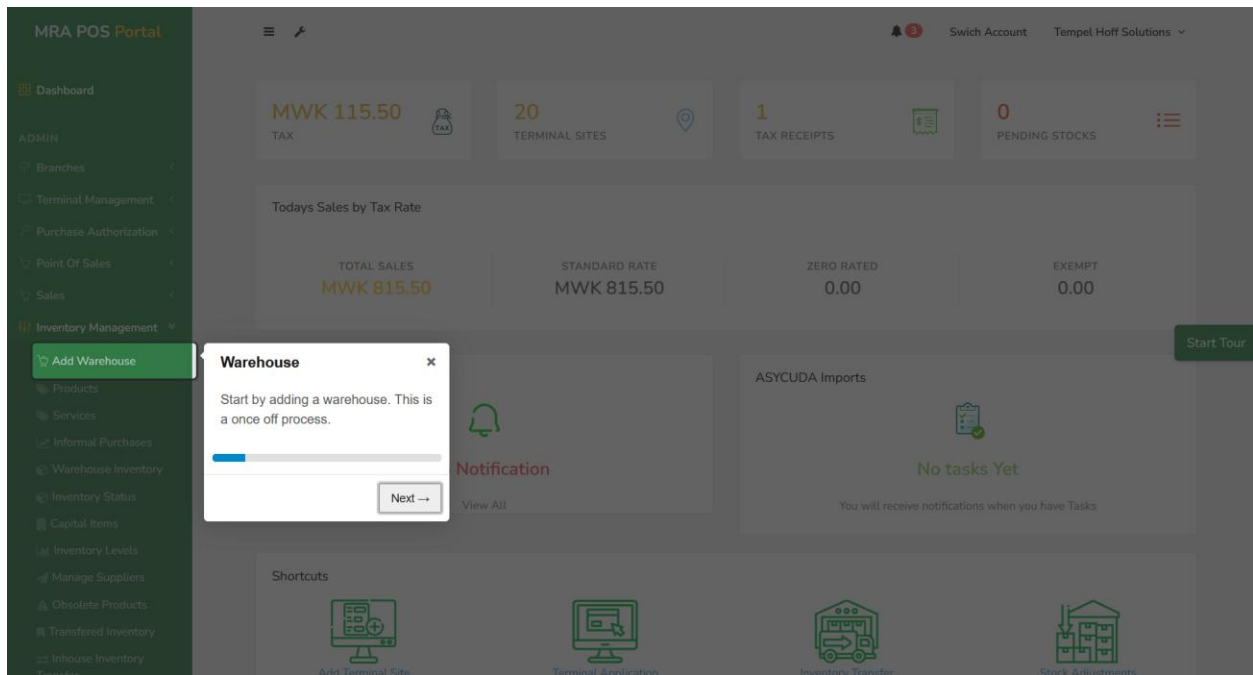 MRA POS Portal
3
Swich Account
Tempel Hoff Solutions
Dashboard
ADMIN
Branches
Terminal Management
Purchase Authorization
Point Of Sales
Sales
Inventory Management
Add Warehouse
Products
Services
Informal Purchases
Warehouse Inventory
Inventory Status
Capital Items
Inventory Levels
Manage Suppliers
Obsolete Products
Transfered Inventory
Inhouse Inventory
Transfer
MWK 115.50
TAX
TAX
20
TERMINAL SITES
1
TAX RECEIPTS
0
PENDING STOCKS
Todays Sales by Tax Rate
TOTAL SALES
MWK 815.50
STANDARD RATE
MWK 815.50
ZERO RATED
0.00
EXEMPT
0.00
Start Tour
Warehouse
×
Start by adding a warehouse. This is
a once off process.
Next →
Notification
View All
ASYCUDA Imports
No tasks Yet
You will receive notifications when you have Tasks
Shortcuts
Add Terminal Site
Terminal Application
Inventory Transfer
Stock Adjustments